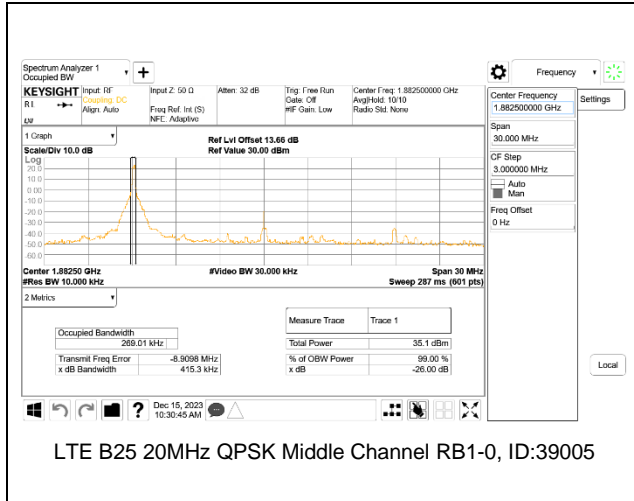 Spectrum Analyzer 1
Occupied BW
Frequency
KEYSIGHT Input: RF Input Z: 50 Ω Atten: 32 dB Trig: Free Run Center Freq: 1.882500000 GHz
Coupling: DC Gate: Off Avg|Hold: 10/10
Align: Auto Freq Ref: Int (S) #IF Gain: Low Radio Std: None
NFE: Adaptive
Center Frequency
1.882500000 GHz
Settings
Span
30.000 MHz
CF Step
3.000000 MHz
Auto
Man
Freq Offset
0 Hz
1 Graph
Ref Lvl Offset 13.66 dB
Scale/Div 10.0 dB Ref Value 30.00 dBm
Log
20.0
10.0
0.00
-10.0
-20.0
-30.0
-40.0
-50.0
-60.0
Center 1.88250 GHz #Video BW 30.000 kHz Span 30 MHz
#Res BW 10.000 kHz Sweep 287 ms (601 pts)
2 Metrics
Measure Trace Trace 1
Occupied Bandwidth
269.01 kHz Total Power 35.1 dBm
Transmit Freq Error -8.9098 MHz % of OBW Power 99.00 %
x dB Bandwidth 415.3 kHz x dB -26.00 dB
Local
Dec 15, 2023
10:30:45 AM
LTE B25 20MHz QPSK Middle Channel RB1-0, ID:39005